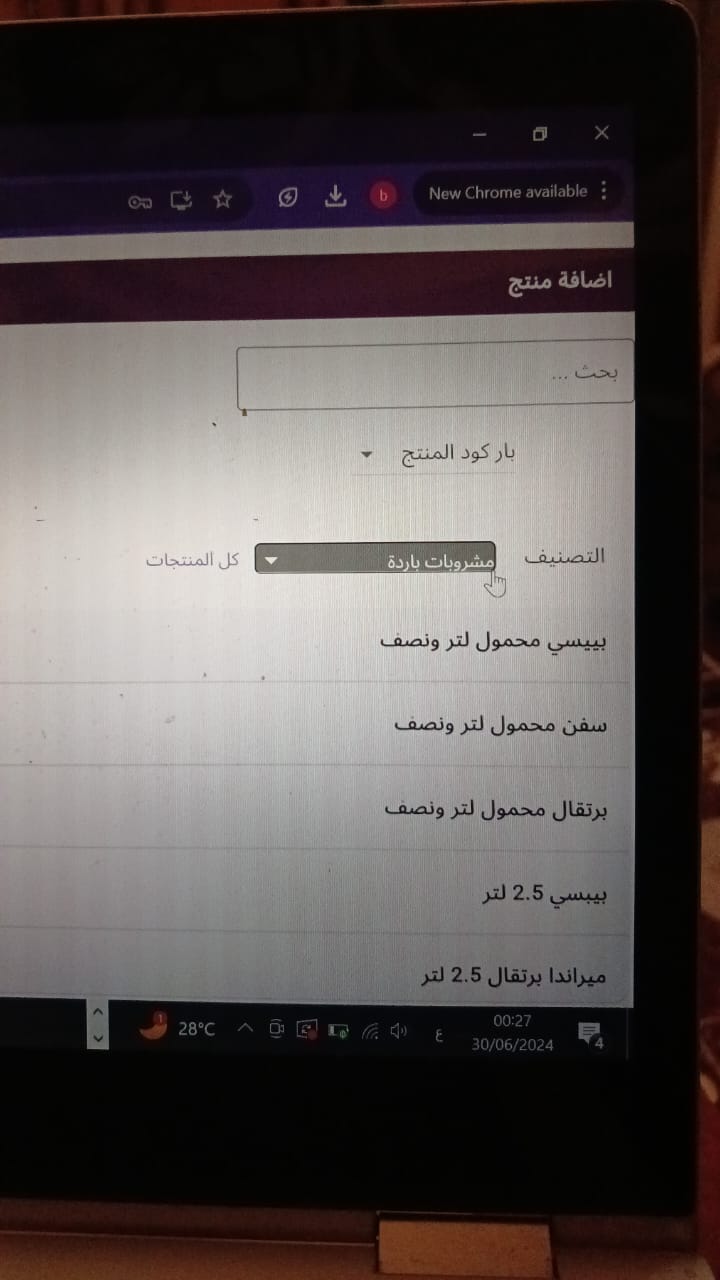 New Chrome available
b
اضافة منتج
بحث ...
بار كود المنتج
التصنيف مشروبات باردة كل المنتجات
بيبسي محمول لتر ونصف
سفن محمول لتر ونصف
برتقال محمول لتر ونصف
بيبسي 2.5 لتر
ميراندا برتقال 2.5 لتر
1
28°C
ع
00:27
30/06/2024
4